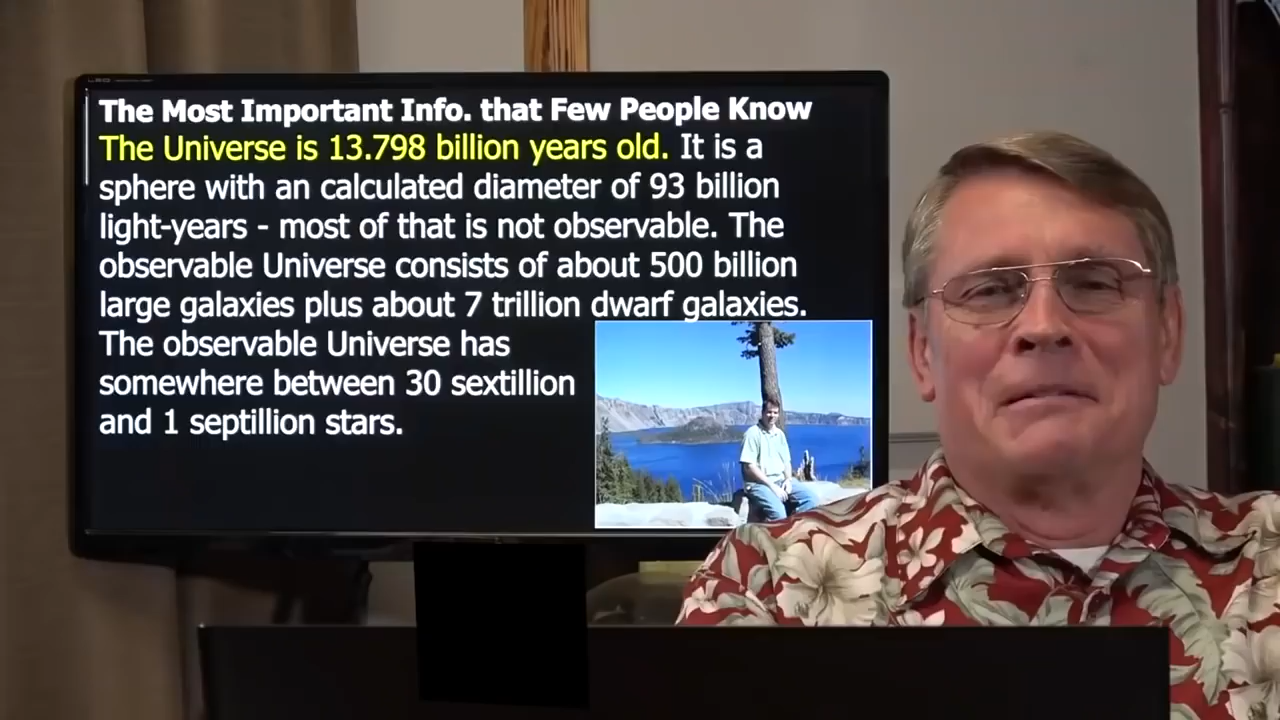 The Most Important Info. that Few People Know
The Universe is 13.798 billion years old. It is a
sphere with an calculated diameter of 93 billion
light-years - most of that is not observable. The
observable Universe consists of about 500 billion
large galaxies plus about 7 trillion dwarf galaxies.
The observable Universe has
somewhere between 30 sextillion
and 1 septillion stars.